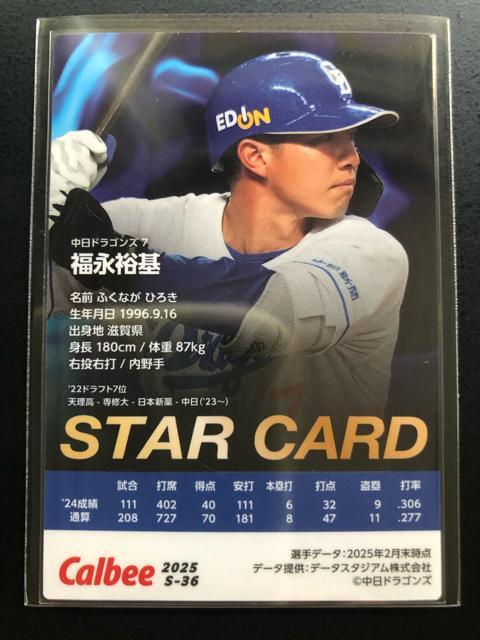 CD
EDION
中日ドラゴンズ 7
福永裕基
名前 ふくなが ひろき
生年月日 1996.9.16
出身地 滋賀県
身長 180cm / 体重 87kg
右投右打 / 内野手
'22ドラフト7位
天理高 - 専修大 - 日本新薬 - 中日('23〜)
STAR CARD
試合 打席 得点 安打 本塁打 打点 盗塁 打率
'24成績 111 402 40 111 6 32 9 .306
通算 208 727 70 181 8 47 11 .277
Calbee 2025
S-36
選手データ:2025年2月末時点
データ提供:データスタジアム株式会社
©中日ドラゴンズ